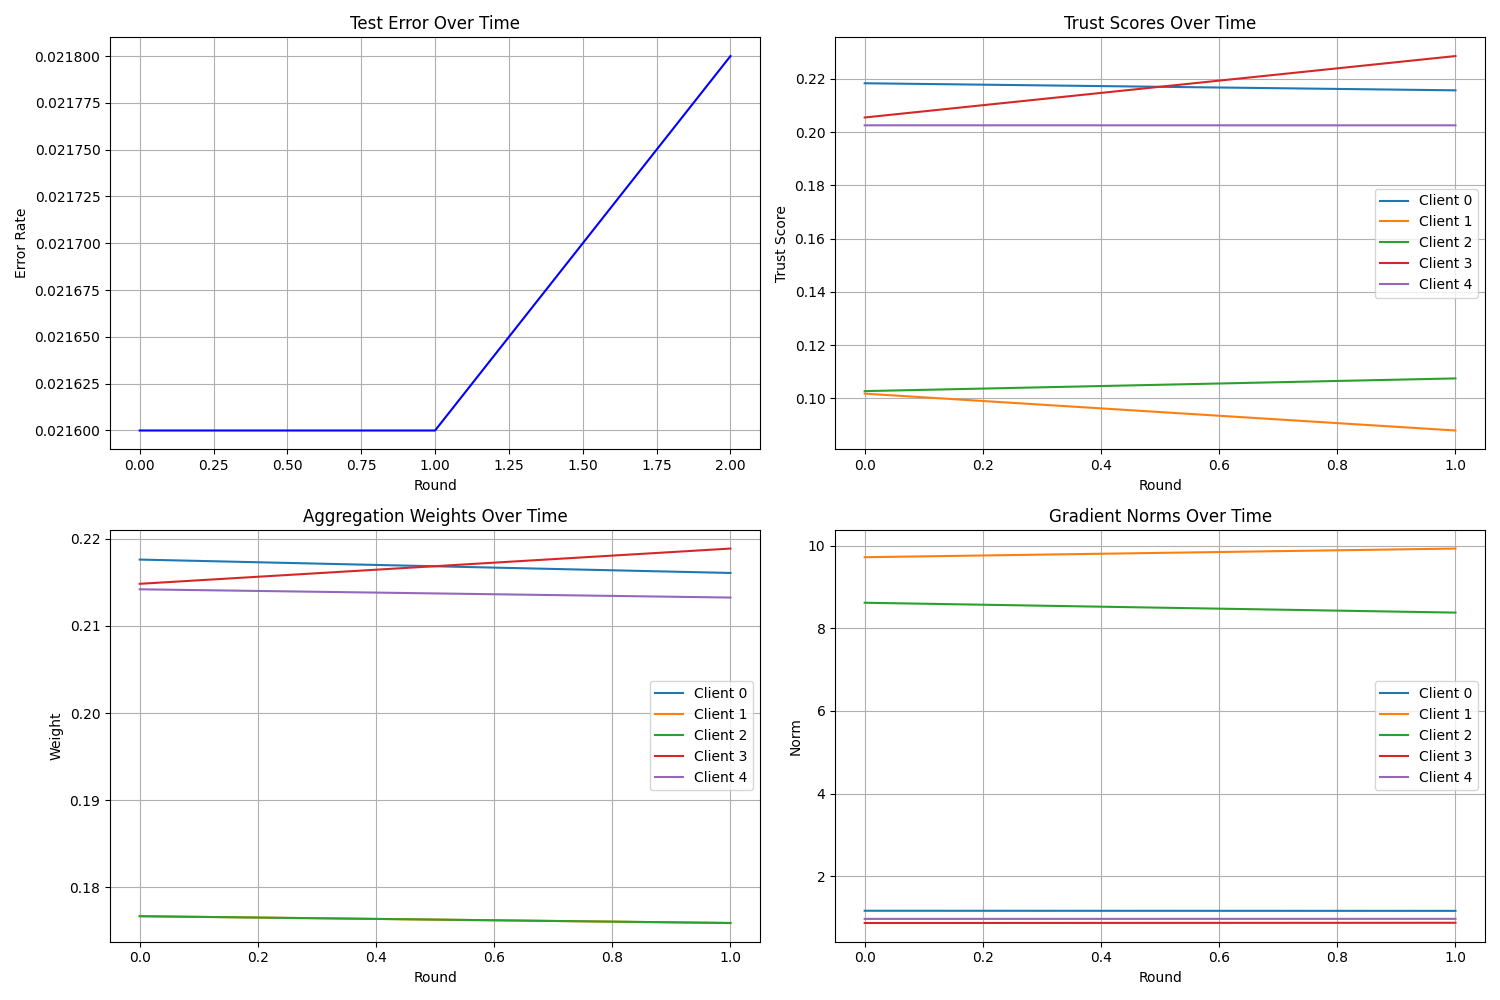 Test Error Over Time
Error Rate
0.021800
0.021775
0.021750
0.021725
0.021700
0.021675
0.021650
0.021625
0.021600
0.00 0.25 0.50 0.75 1.00 1.25 1.50 1.75 2.00
Round
Trust Scores Over Time
Trust Score
0.22
0.20
0.18
0.16
0.14
0.12
0.10
Client 0
Client 1
Client 2
Client 3
Client 4
0.0 0.2 0.4 0.6 0.8 1.0
Round
Aggregation Weights Over Time
Weight
0.22
0.21
0.20
0.19
0.18
Client 0
Client 1
Client 2
Client 3
Client 4
0.0 0.2 0.4 0.6 0.8 1.0
Round
Gradient Norms Over Time
Norm
10
8
6
4
2
Client 0
Client 1
Client 2
Client 3
Client 4
0.0 0.2 0.4 0.6 0.8 1.0
Round